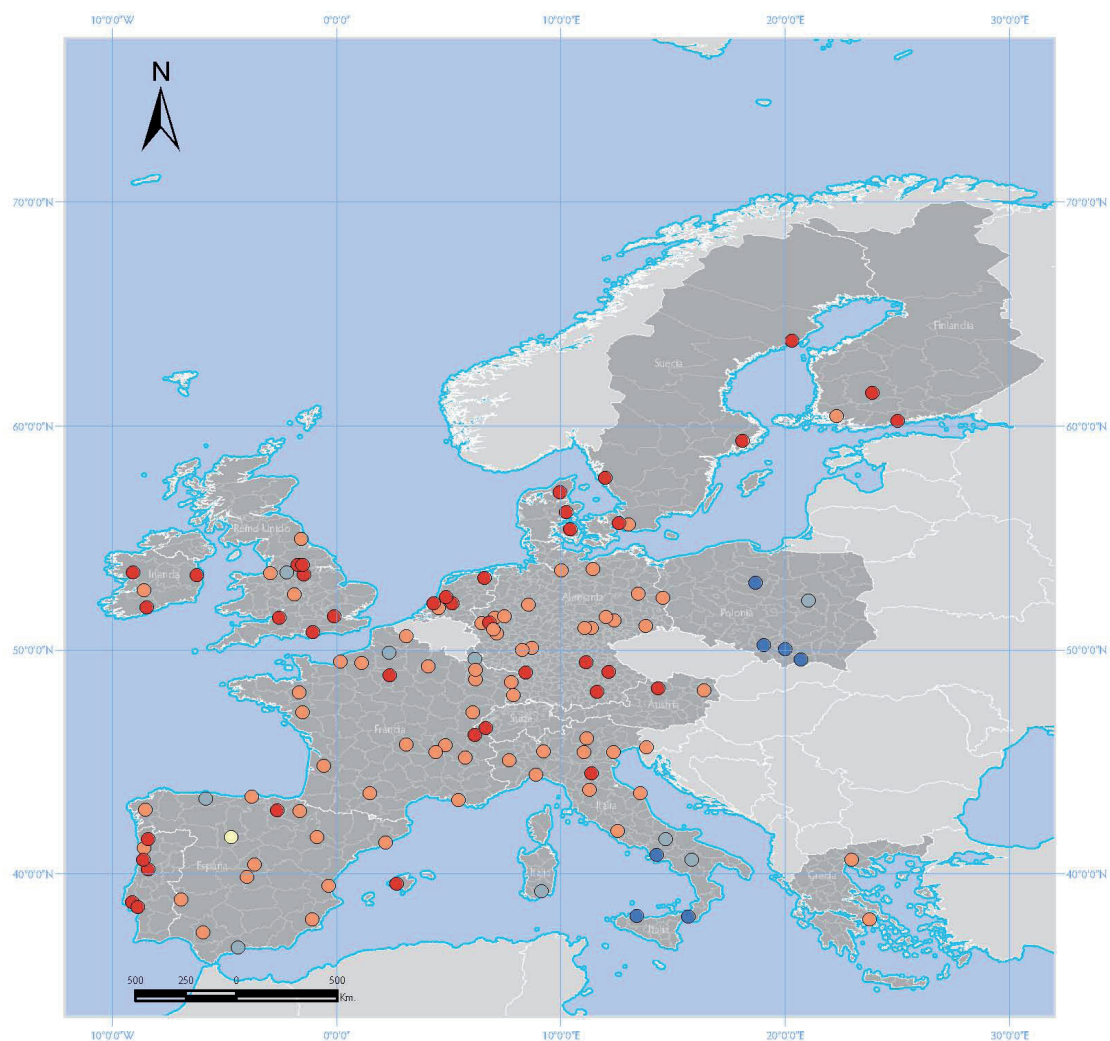 10°0'0"W
0°0'0"
10°0'0"E
20°0'0"E
30°0'0"E
N
70°0'0"N
70°0'0"N
Finlandia
Suecia
60°0'0"N
60°0'0"N
Reino Unido
Irlanda
Alemania
Polonia
50°0'0"N
50°0'0"N
Austria
Suiza
Francia
Italia
España
Italia
Grecia
40°0'0"N
40°0'0"N
Italia
500
250
0
500
Km.
10°0'0"W
0°0'0"
10°0'0"E
20°0'0"E
30°0'0"E